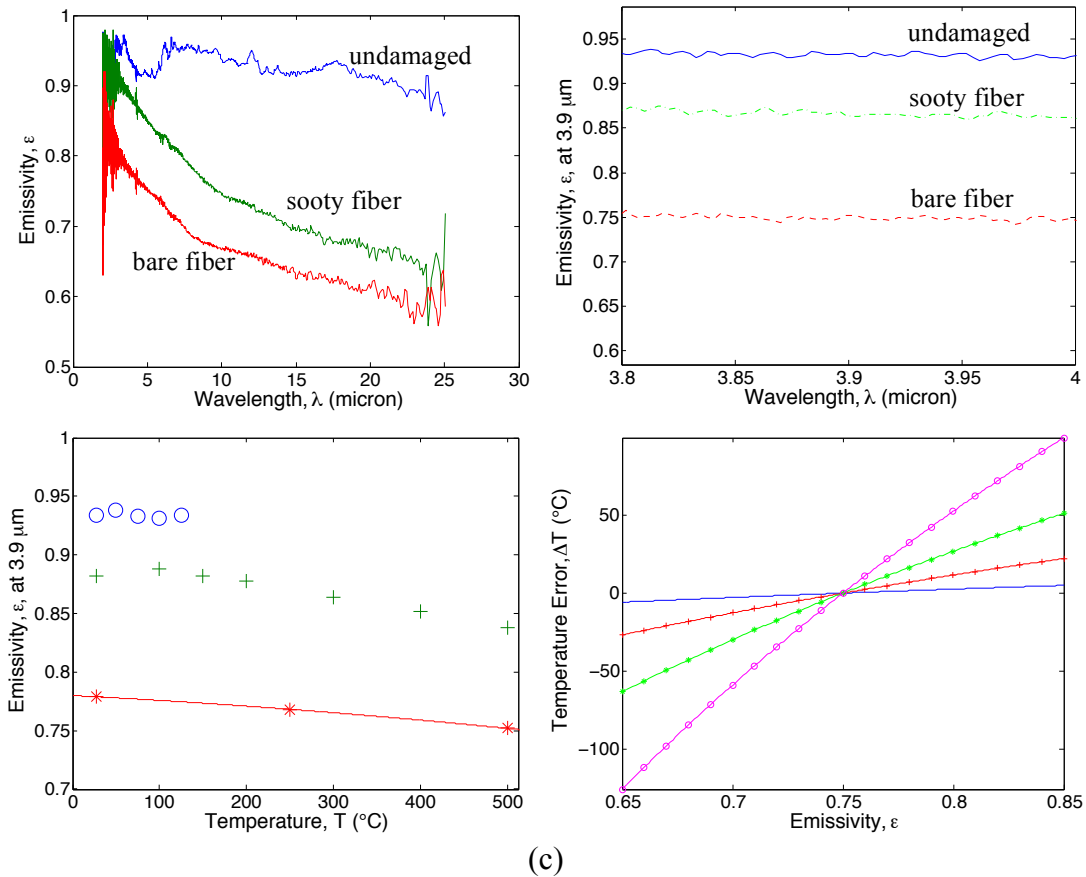 Emissivity, ε
1
0.9
0.8
0.7
0.6
0.5
undamaged
sooty fiber
bare fiber
0 5 10 15 20 25 30
Wavelength, λ (micron)
Emissivity, ε, at 3.9 μm
0.95
0.9
0.85
0.8
0.75
0.7
0.65
0.6
undamaged
sooty fiber
bare fiber
3.8 3.85 3.9 3.95 4
Wavelength, λ (micron)
Emissivity, ε, at 3.9 μm
1
0.95
0.9
0.85
0.8
0.75
0.7
0 100 200 300 400 500
Temperature, T (°C)
Temperature Error, ΔT (°C)
50
0
−50
−100
0.65 0.7 0.75 0.8 0.85
Emissivity, ε
(c)